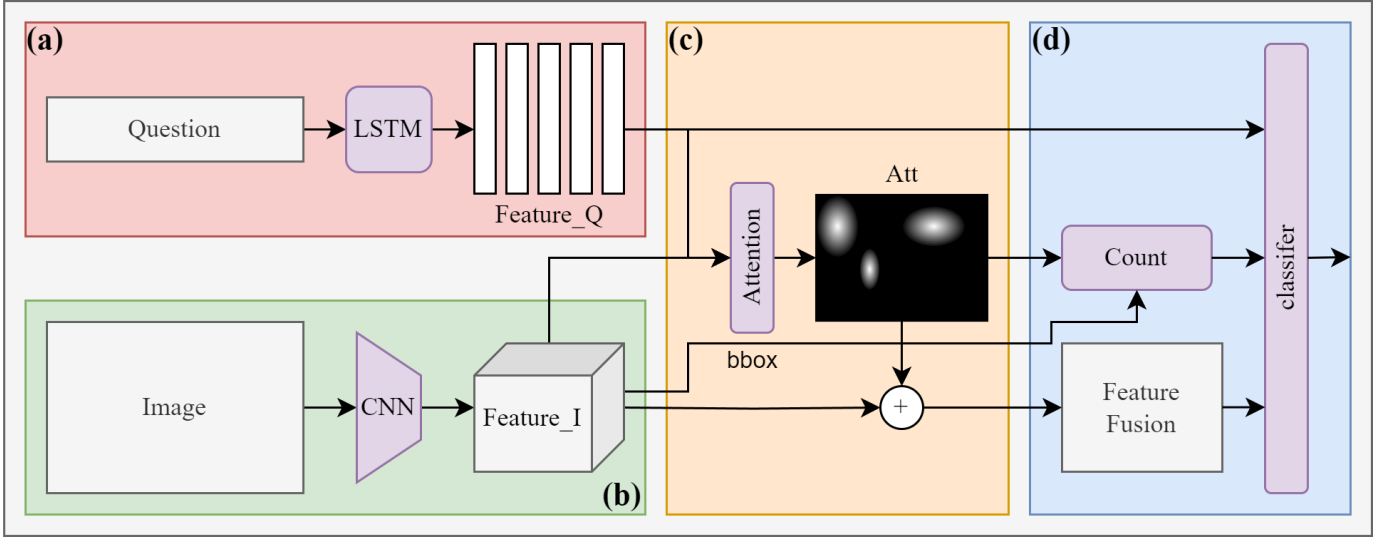 (a)
Question
LSTM
Feature_Q
(b)
Image
CNN
Feature_I
(c)
Attention
Att
bbox
+
(d)
Count
Feature
Fusion
classifer